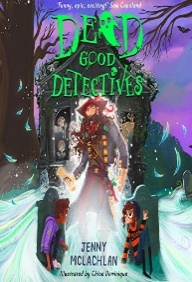 "Funny, epic, exciting!" Sam Copeland
DEAD
GOOD
DETECTIVES
JENNY
MCLACHLAN
Illustrated by Chloe Dominique